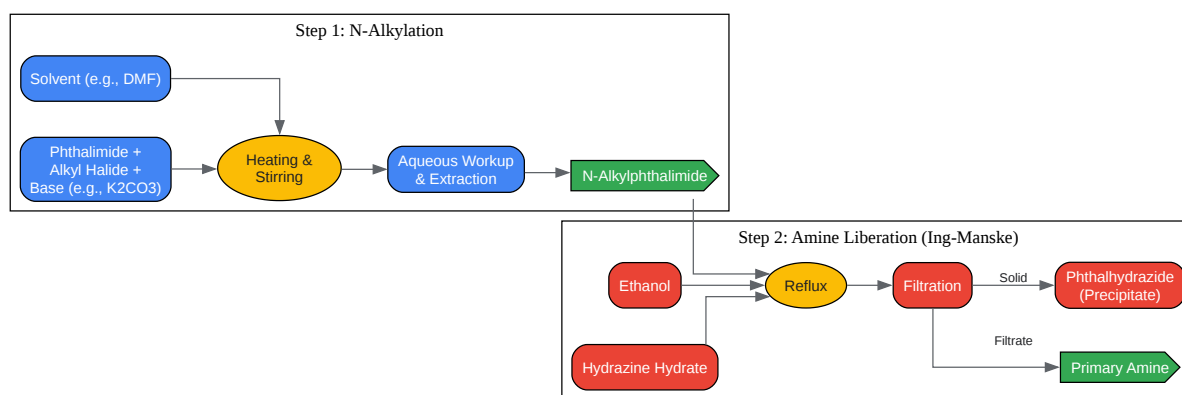 Step 1: N-Alkylation
Solvent (e.g., DMF)
Phthalimide +
Alkyl Halide +
Base (e.g., K2CO3)
Heating &
Stirring
Aqueous Workup
& Extraction
N-Alkylphthalimide
Step 2: Amine Liberation (Ing-Manske)
Ethanol
Reflux
Filtration
Solid
Phthalhydrazide
(Precipitate)
Hydrazine Hydrate
Filtrate
Primary Amine